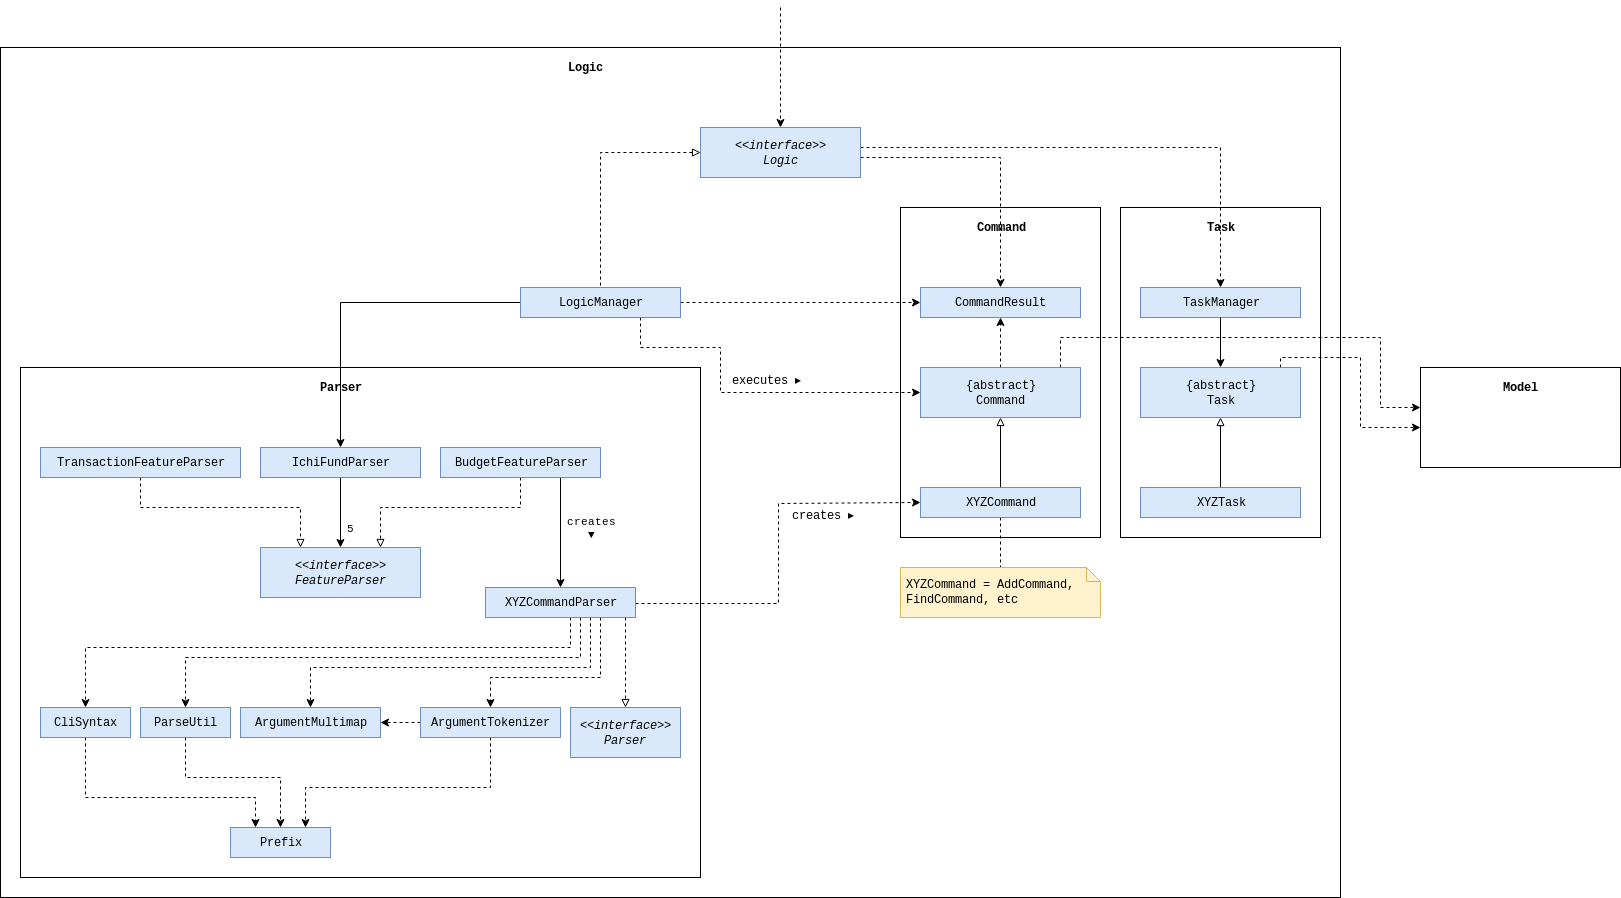 Logic
<<interface>>
Logic
Command
Task
LogicManager
CommandResult
TaskManager
executes ►
{abstract}
Command
{abstract}
Task
Model
Parser
TransactionFeatureParser
IchiFundParser
BudgetFeatureParser
5
creates
▼
XYZCommand
XYZTask
creates ►
<<interface>>
FeatureParser
XYZCommandParser
XYZCommand = AddCommand,
FindCommand, etc
CliSyntax
ParseUtil
ArgumentMultimap
ArgumentTokenizer
<<interface>>
Parser
Prefix